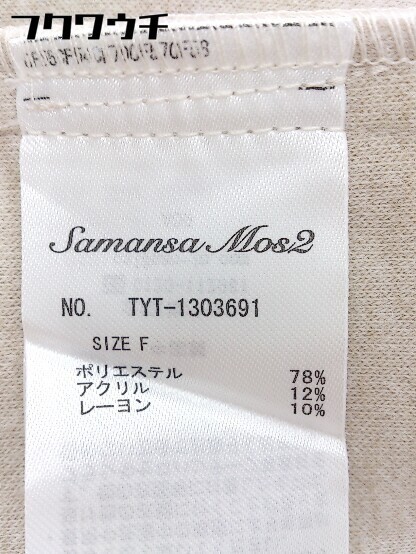 フクワウチ
Samansa Mos2
NO. TYT-1303691
SIZE F
ポリエステル 78%
アクリル 12%
レーヨン 10%